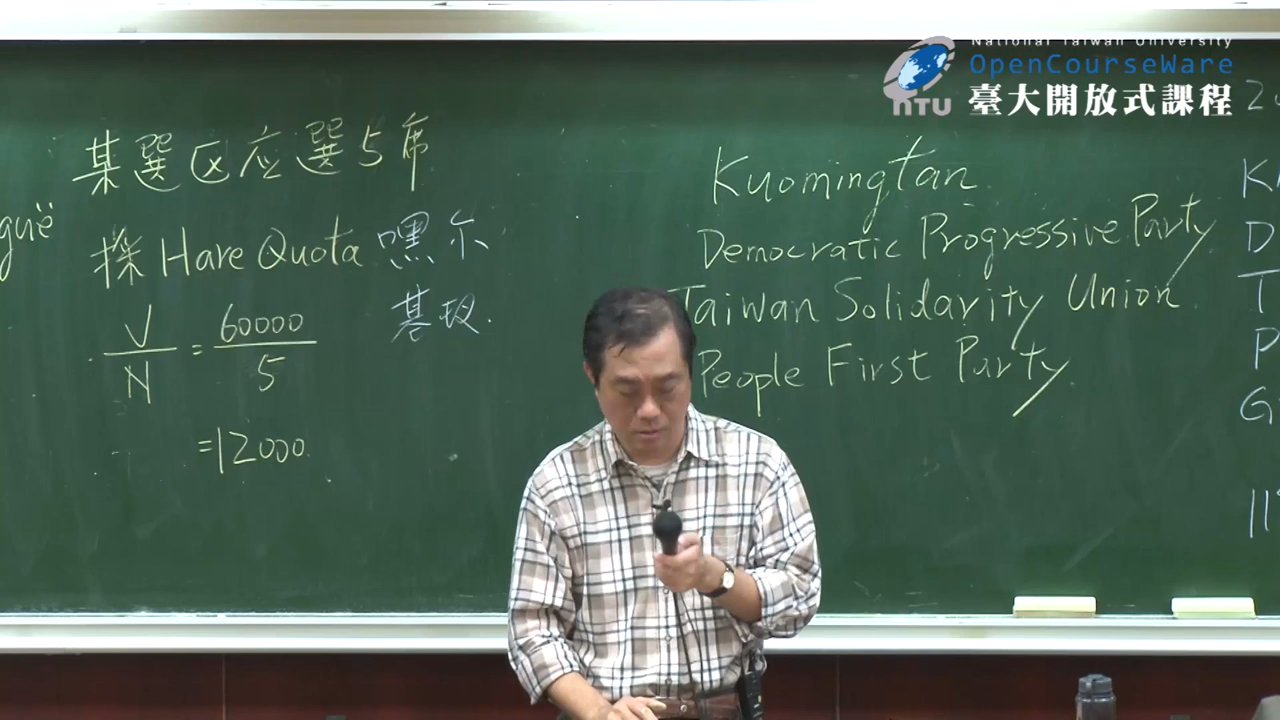 National Taiwan University
OpenCourseWare
臺大開放式課程
NTU
某選区应選5席
採Hare Quota 嘿尔
基玻.
V/N = 60000/5
=12000
Kuomingtan
Democratic Progressive Party
Taiwan Solidarity Union
People First Party
guë
D
T
P
G